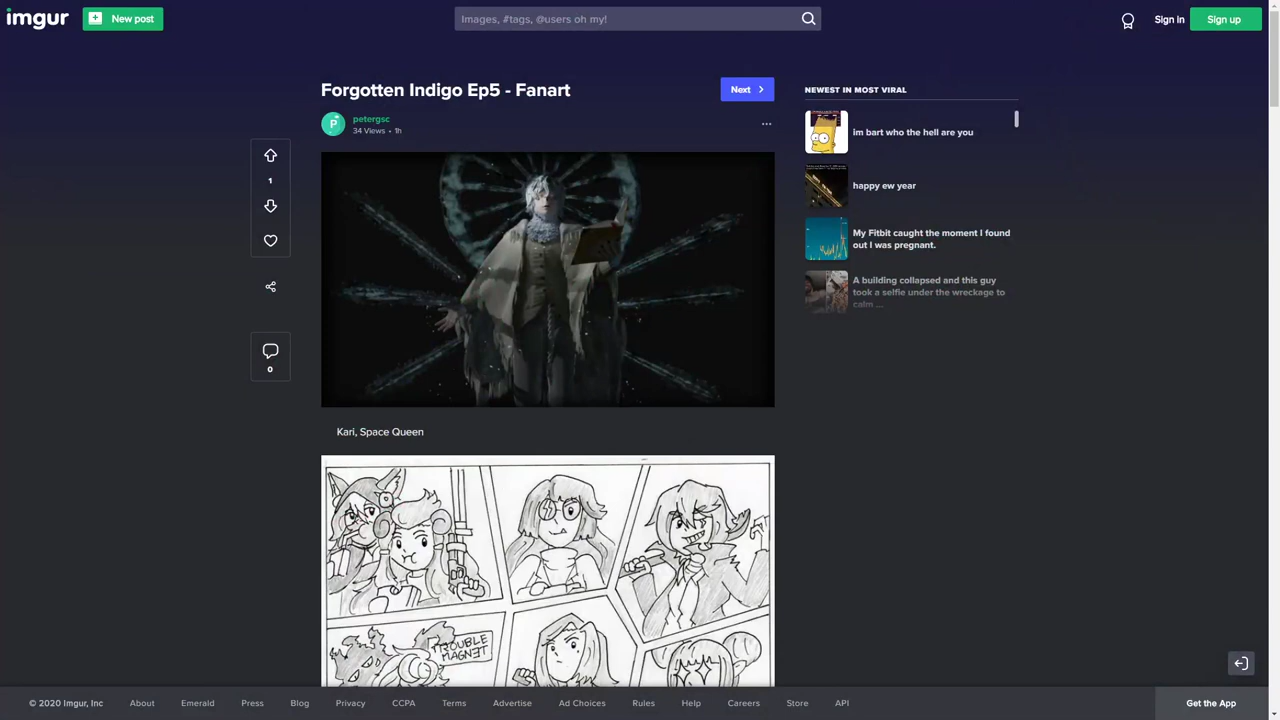 imgur
New post
Images, #tags, @users oh my!
Sign in
Sign up
Forgotten Indigo Ep5 - Fanart
Next
P
petergsc
34 Views • 1h
1
0
Kari, Space Queen
TROUBLE
MAGNET
NEWEST IN MOST VIRAL
im bart who the hell are you
happy ew year
My Fitbit caught the moment I found
out I was pregnant.
A building collapsed and this guy
took a selfie under the wreckage to
calm ...
© 2020 Imgur, Inc
About
Emerald
Press
Blog
Privacy
CCPA
Terms
Advertise
Ad Choices
Rules
Help
Careers
Store
API
Get the App